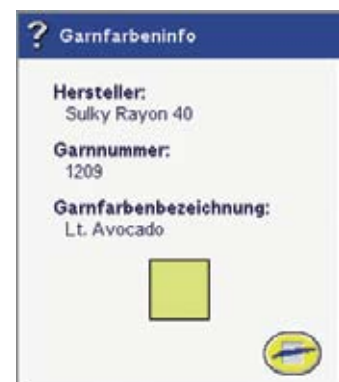 ? Garnfarbeninfo
Hersteller:
Sulky Rayon 40
Garnnummer:
1209
Garnfarbenbezeichnung:
Lt. Avocado